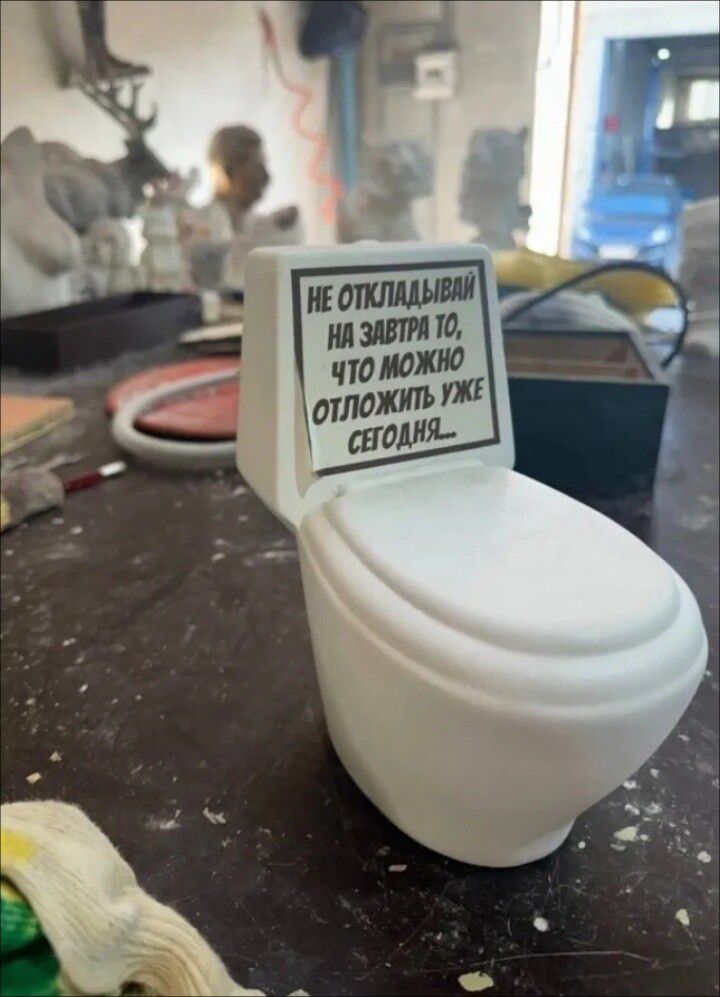 НЕ ОТКЛАДЫВАЙ
НА ЗАВТРА ТО,
ЧТО МОЖНО
ОТЛОЖИТЬ УЖЕ
СЕГОДНЯ...